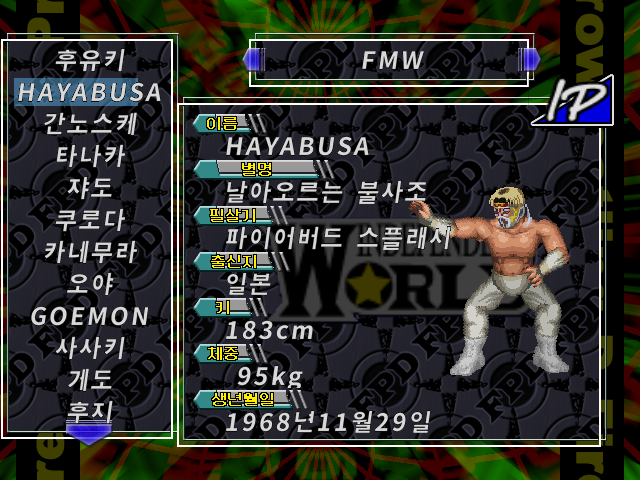 FMW
1P
후유키
HAYABUSA
간노스케
타나카
쟈도
쿠로다
카네무라
오야
GOEMON
사사키
게도
후지
이름
HAYABUSA
별명
날아오르는 불사조
필살기
파이어버드 스플래시
출신지
일본
키
183cm
체중
95kg
생년월일
1968년11월29일
WORLD